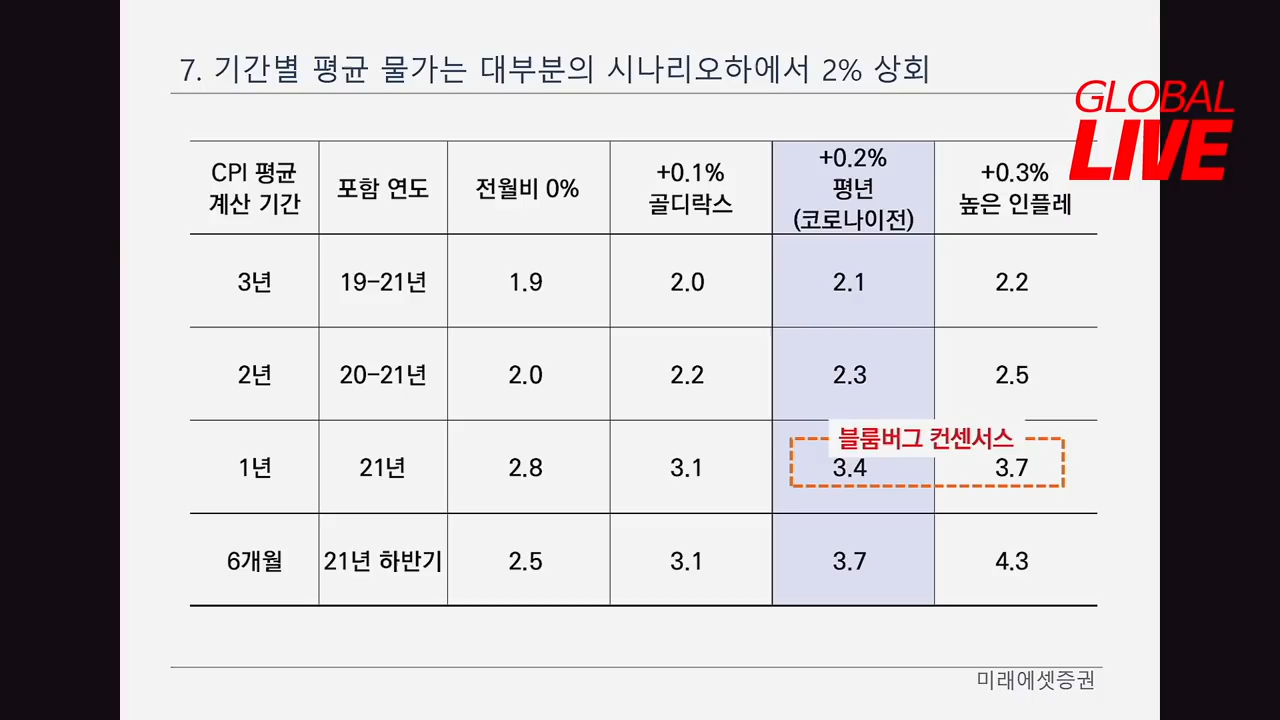 7. 기간별 평균 물가는 대부분의 시나리오하에서 2% 상회
GLOBAL
LIVE
CPI 평균
계산 기간
포함 연도
전월비 0%
+0.1%
골디락스
+0.2%
평년
(코로나이전)
+0.3%
높은 인플레
3년 19-21년 1.9 2.0 2.1 2.2
2년 20-21년 2.0 2.2 2.3 2.5
블룸버그 컨센서스
1년 21년 2.8 3.1 3.4 3.7
6개월 21년 하반기 2.5 3.1 3.7 4.3
미래에셋증권